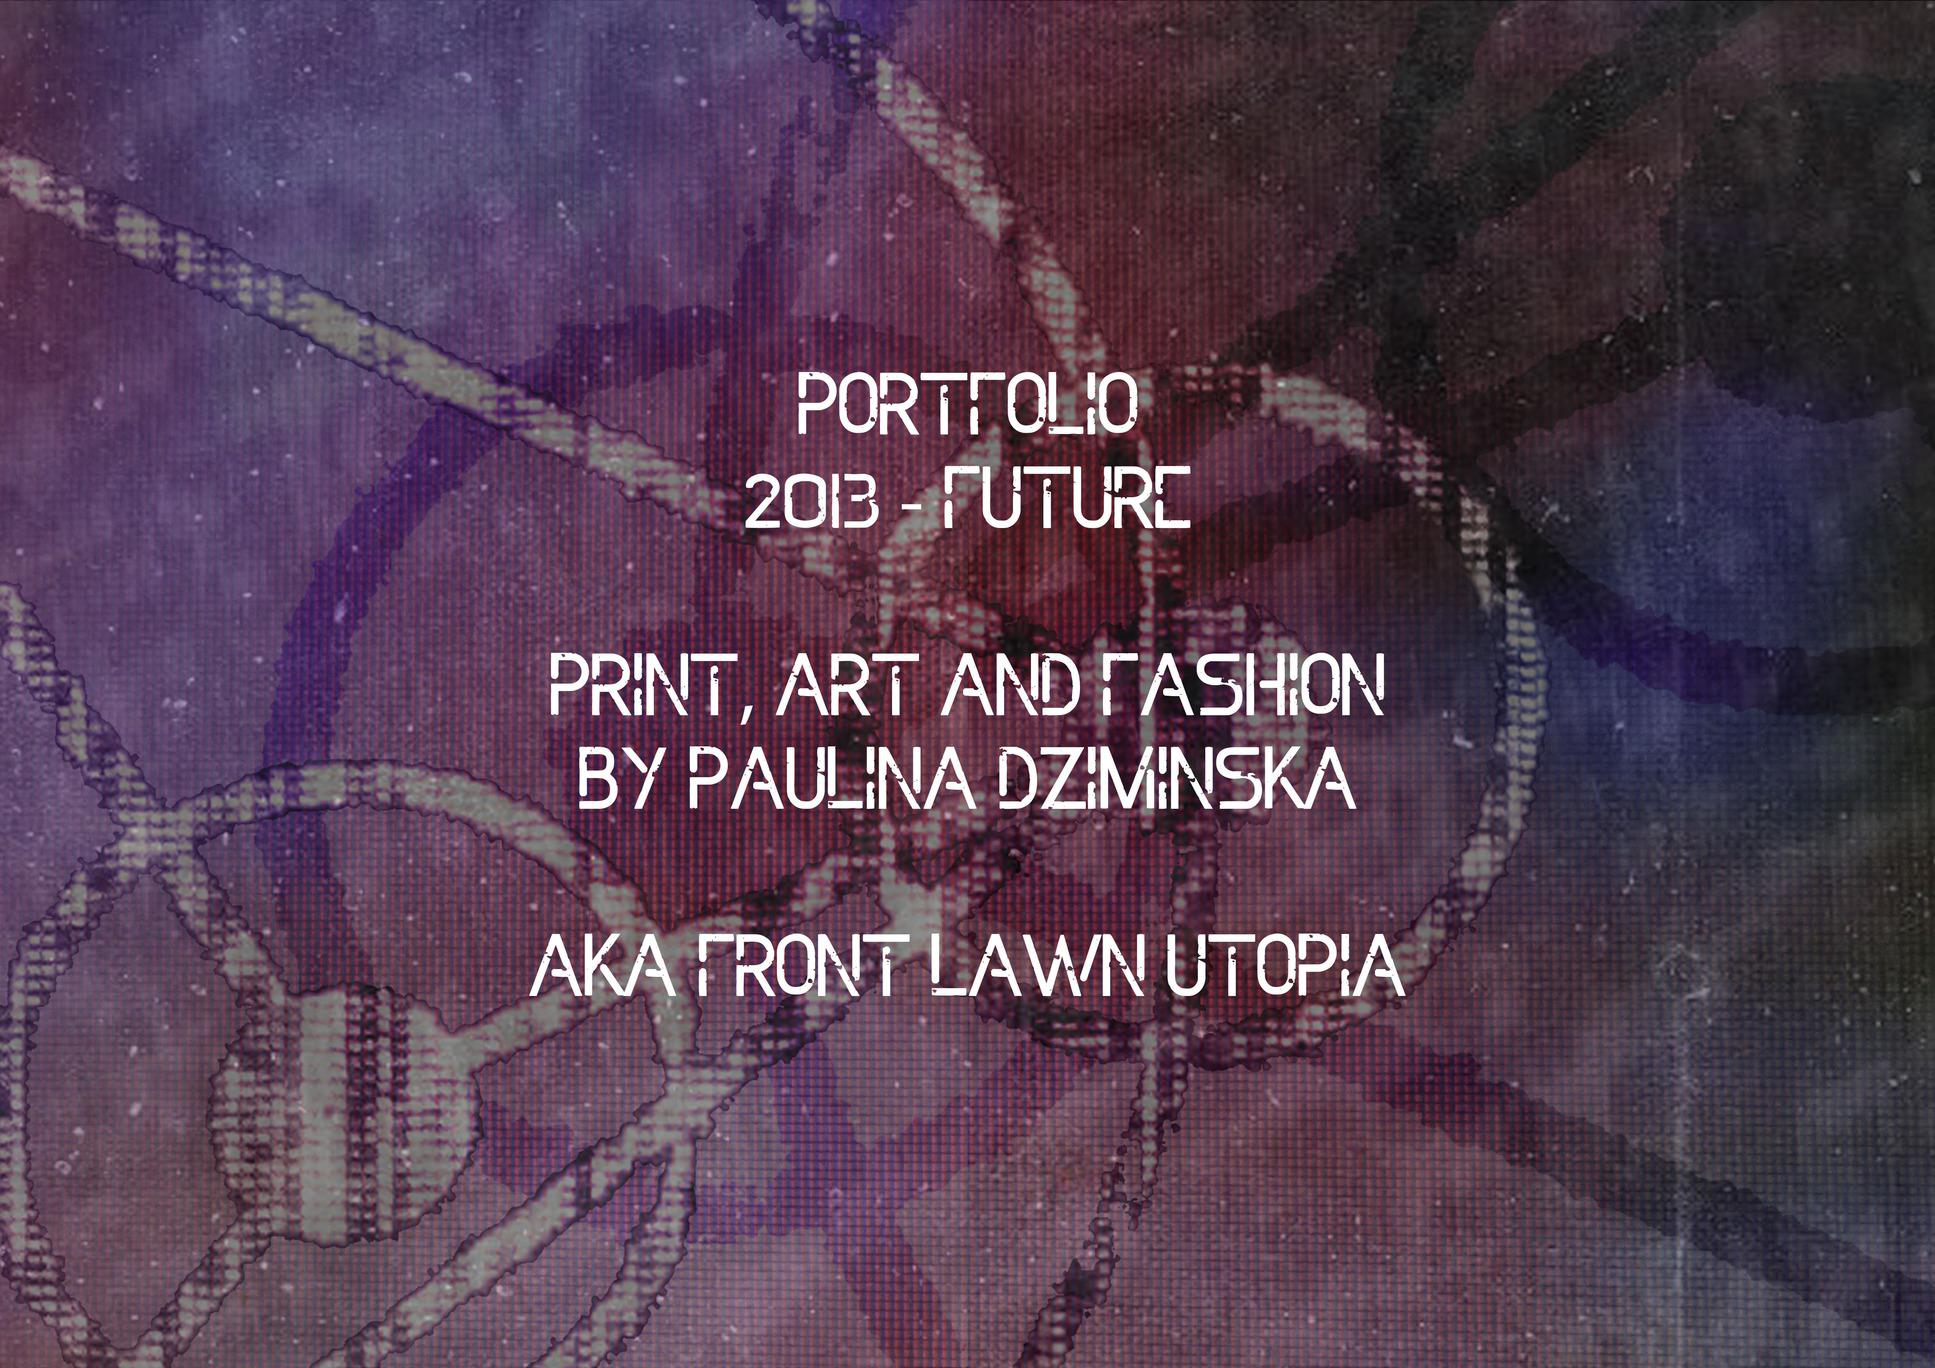 PORTFOLIO
2013 - FUTURE
PRINT, ART AND FASHION
BY PAULINA DZIMINSKA
AKA FRONT LAWN UTOPIA